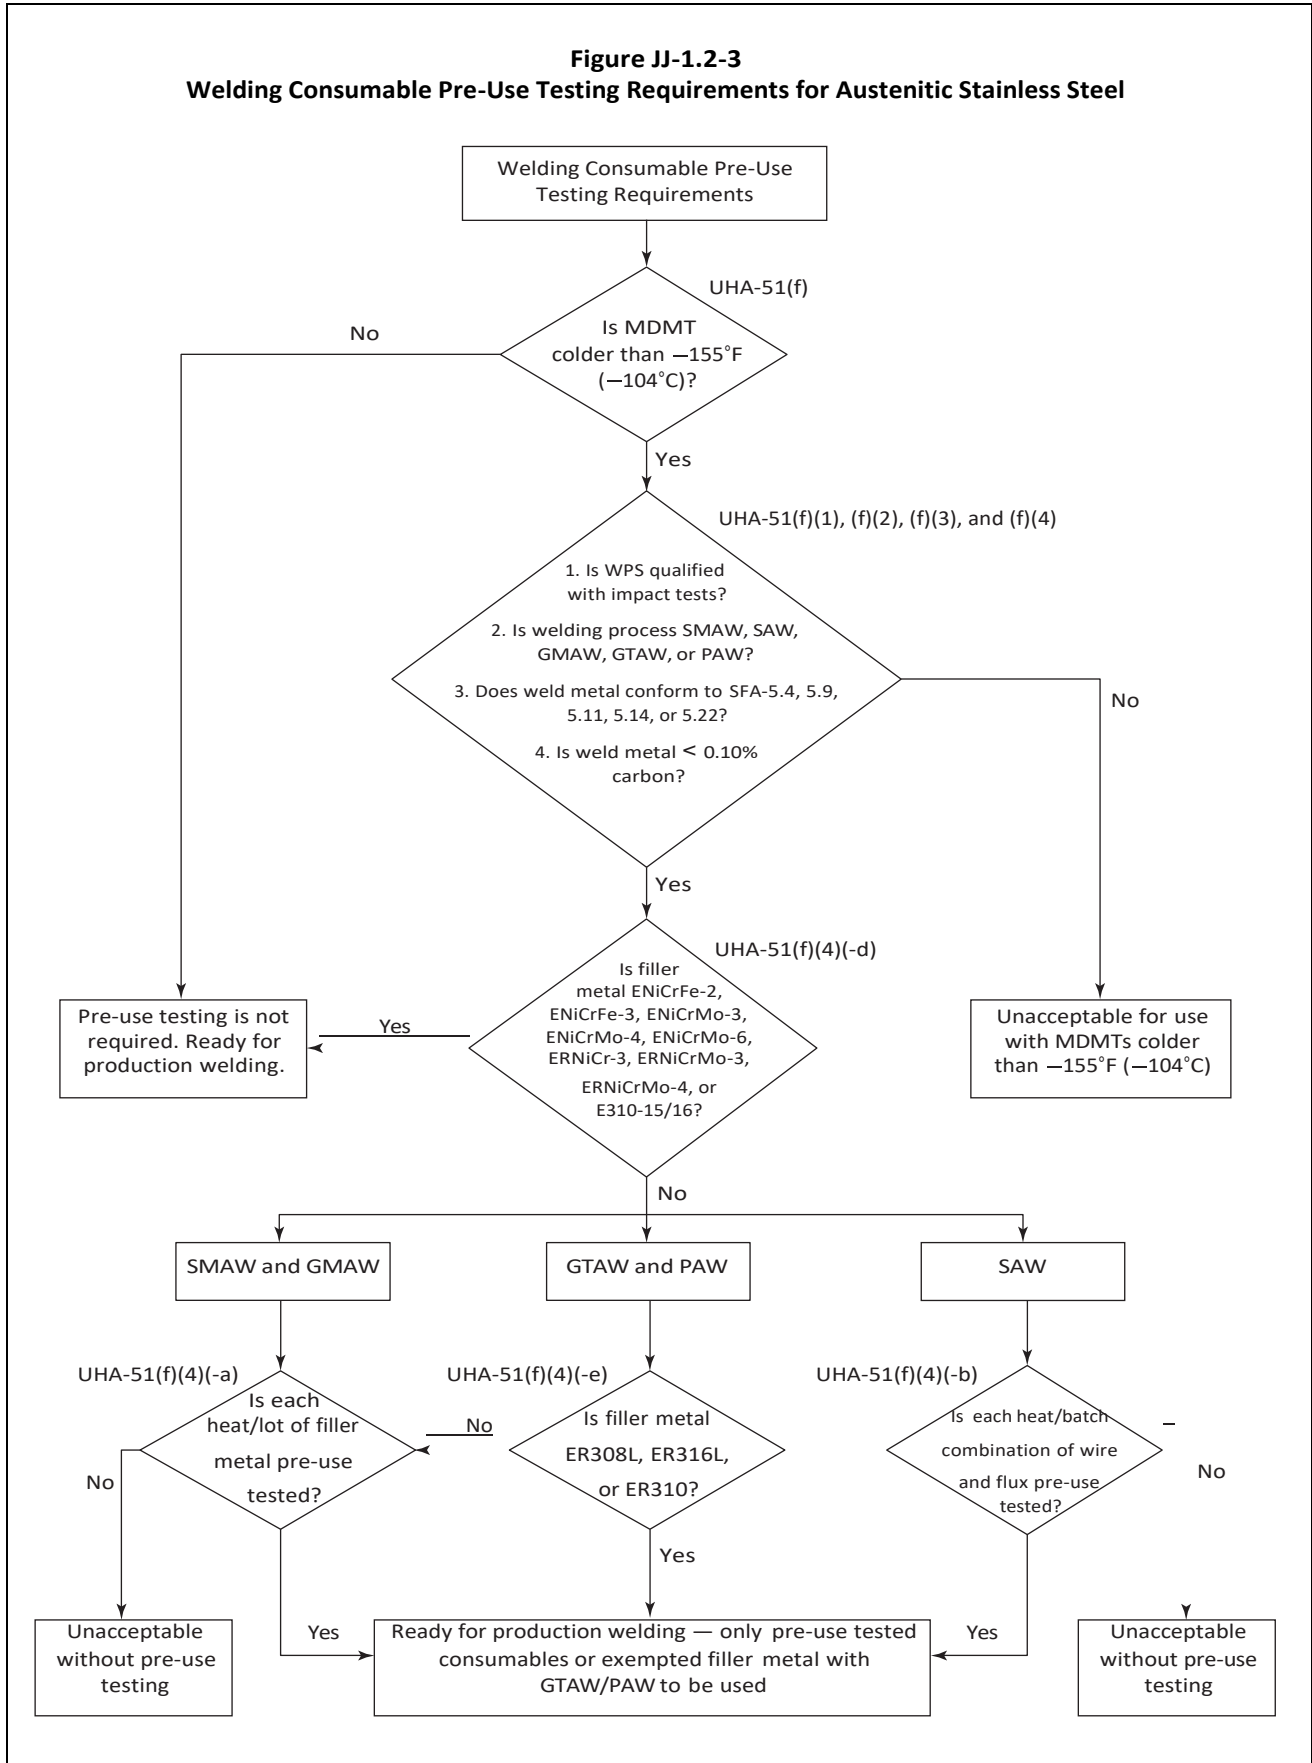 Figure JJ-1.2-3
Welding Consumable Pre-Use Testing Requirements for Austenitic Stainless Steel
Welding Consumable Pre-Use
Testing Requirements
UHA-51(f)
Is MDMT
colder than —155°F
(—104°C)?
No
Yes
UHA-51(f)(1), (f)(2), (f)(3), and (f)(4)
1. Is WPS qualified
with impact tests?
2. Is welding process SMAW, SAW,
GMAW, GTAW, or PAW?
3. Does weld metal conform to SFA-5.4, 5.9,
5.11, 5.14, or 5.22?
4. Is weld metal < 0.10%
carbon?
No
Yes
UHA-51(f)(4)(-d)
Is filler
metal ENiCrFe-2,
ENiCrFe-3, ENiCrMo-3,
ENiCrMo-4, ENiCrMo-6,
ERNiCr-3, ERNiCrMo-3,
ERNiCrMo-4, or
E310-15/16?
Yes
Pre-use testing is not
required. Ready for
production welding.
Unacceptable for use
with MDMTs colder
than —155°F (—104°C)
No
SMAW and GMAW
GTAW and PAW
SAW
UHA-51(f)(4)(-a)
Is each
heat/lot of filler
metal pre-use
tested?
No
UHA-51(f)(4)(-e)
Is filler metal
ER308L, ER316L,
or ER310?
No
Yes
UHA-51(f)(4)(-b)
Is each heat/batch
combination of wire
and flux pre-use
tested?
No
Unacceptable
without pre-use
testing
Yes
Ready for production welding — only pre-use tested
consumables or exempted filler metal with
GTAW/PAW to be used
Yes
Unacceptable
without pre-use
testing